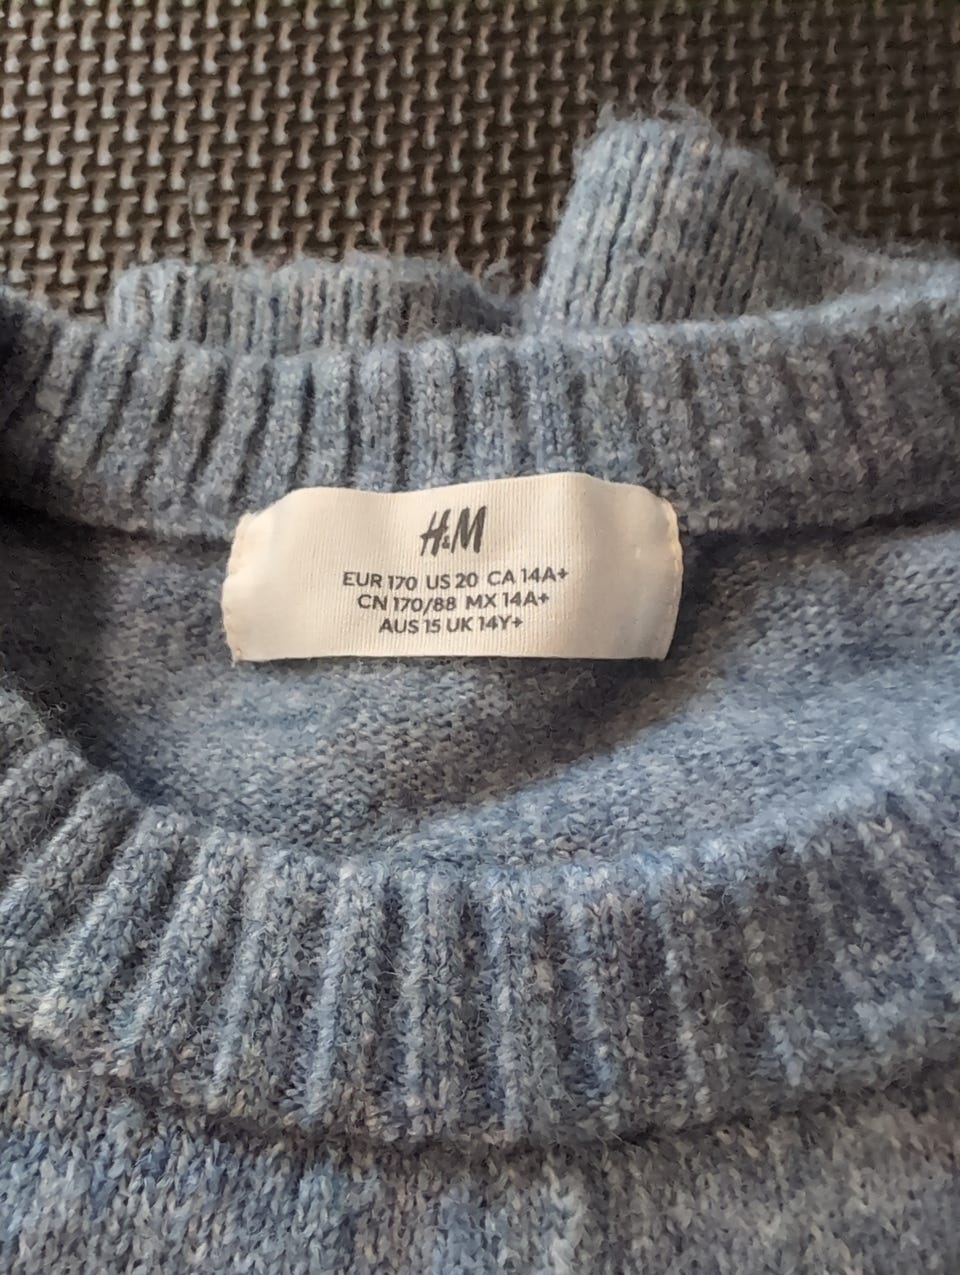 H&M
EUR 170 US 20 CA 14A+
CN 170/88 MX 14A+
AUS 15 UK 14Y+